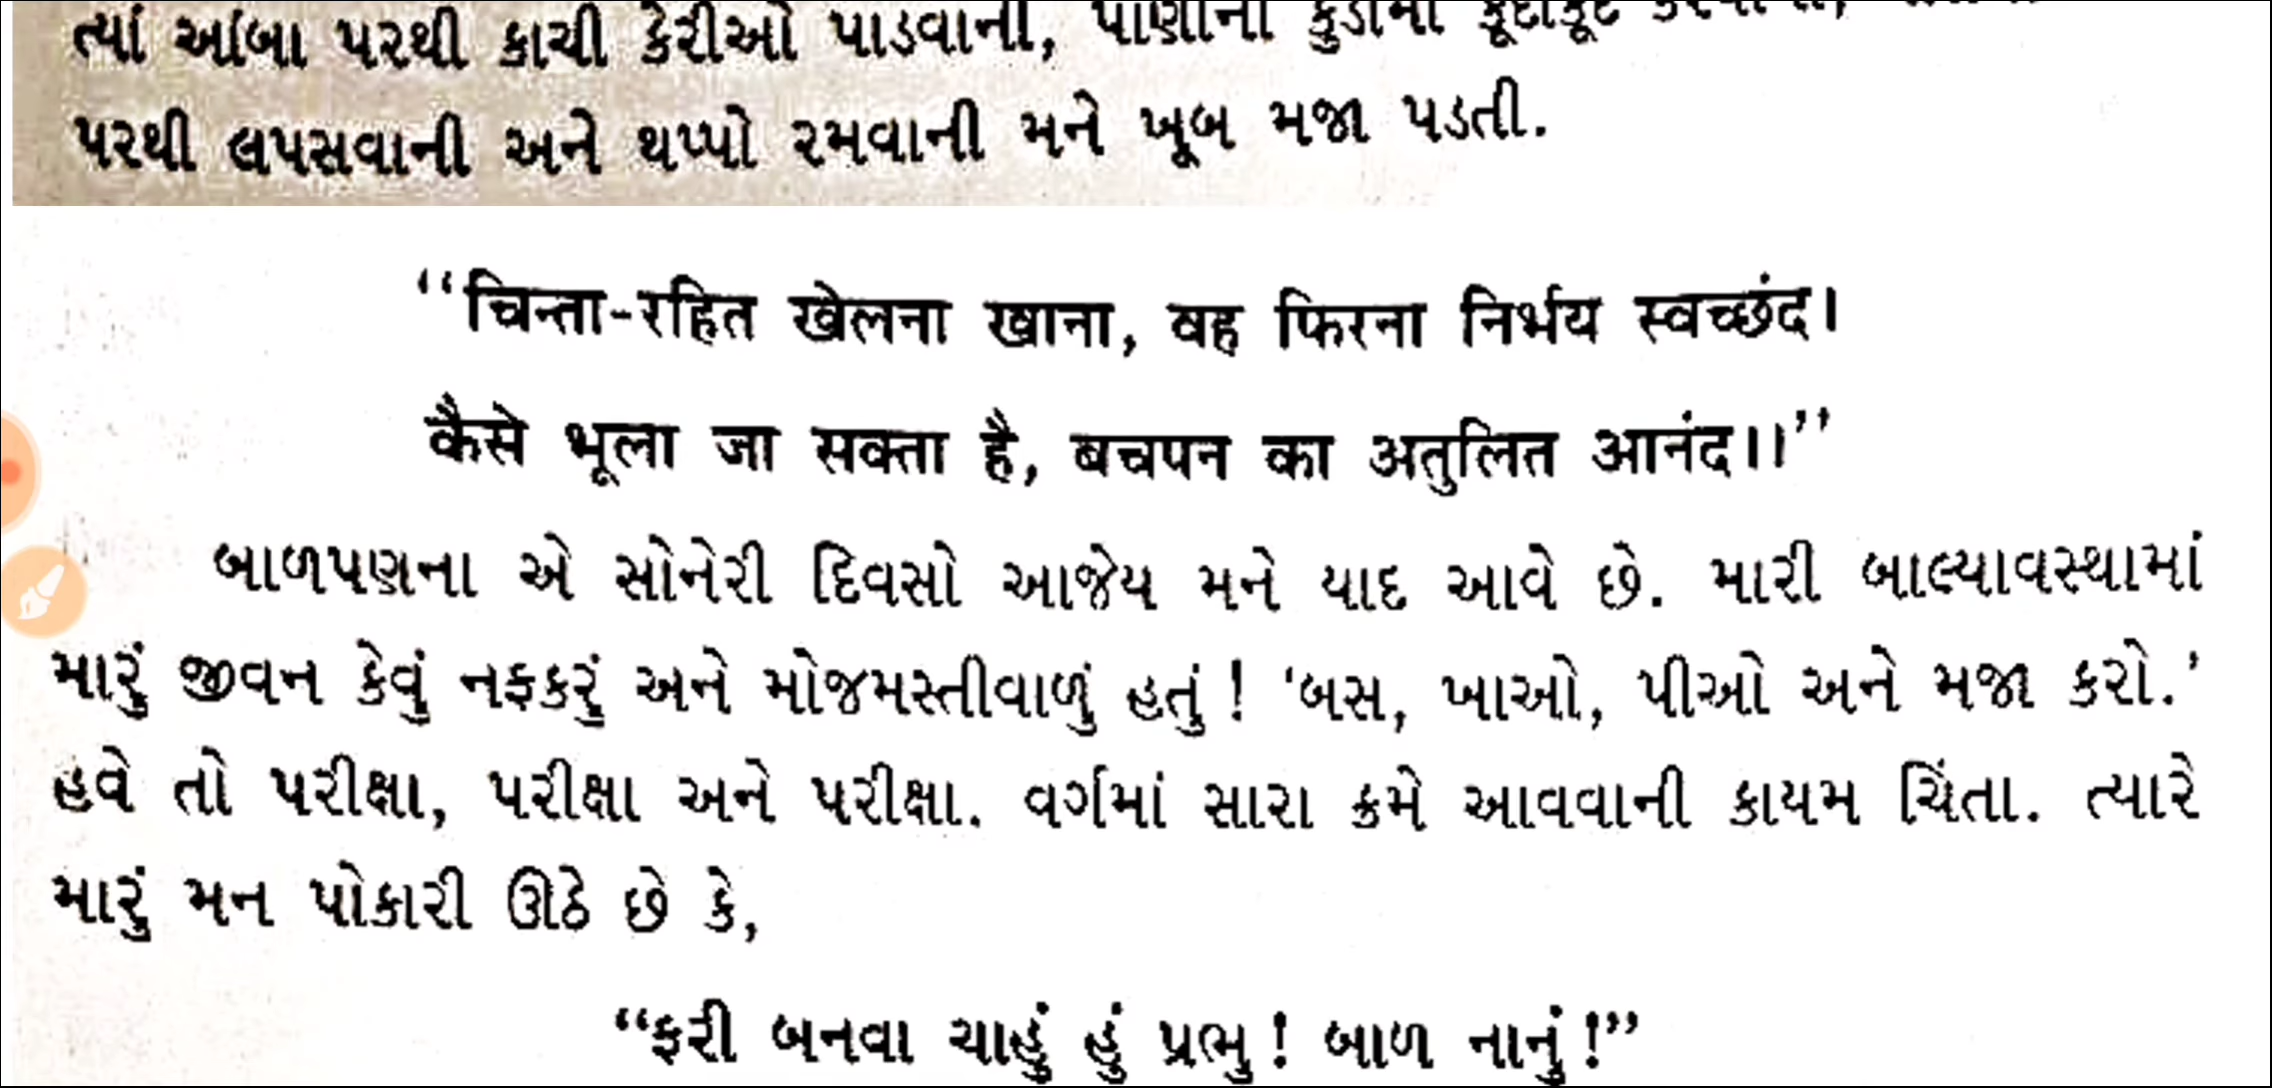 ત્યાં આંબા પરથી કાચી કેરીઓ પાડવાની, પાણીની કુંડીમાં કૂદાકૂદ
પરથી લપસવાની અને થપ્પો રમવાની મને ખૂબ મજા પડતી.
“चिन्ता-रहित खेलना खाना, वह फिरना निर्भय स्वच्छंद।
कैसे भूला जा सक्ता है, बचपन का अतुलित आनंद।।”
બાળપણના એ સોનેરી દિવસો આજેય મને યાદ આવે છે. મારી બાલ્યાવસ્થામાં
મારું જીવન કેવું નફકરું અને મોજમસ્તીવાળું હતું ! ‘બસ, ખાઓ, પીઓ અને મજા કરો.’
હવે તો પરીક્ષા, પરીક્ષા અને પરીક્ષા. વર્ગમાં સારા ક્રમે આવવાની કાયમ ચિંતા. ત્યારે
મારું મન પોકારી ઊઠે છે કે,
“ફરી બનવા ચાહું હું પ્રભુ ! બાળ નાનું !”